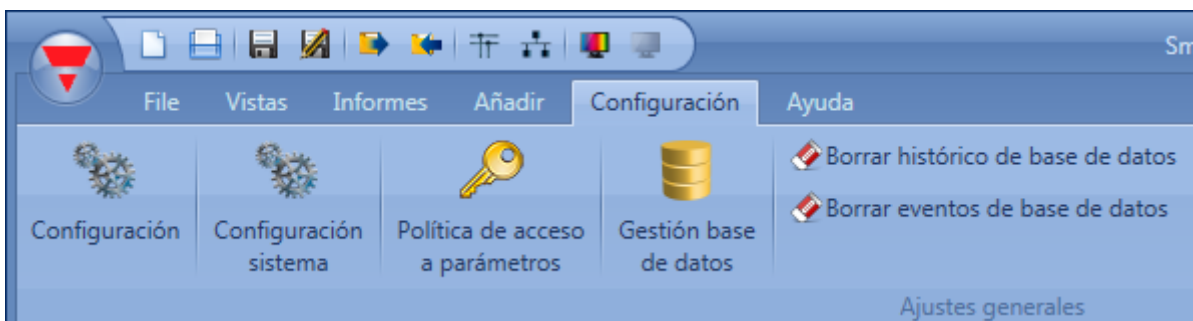 Sm
File Vistas Informes Añadir Configuración Ayuda
Configuración
Configuración
sistema
Política de acceso
a parámetros
Gestión base
de datos
Borrar histórico de base de datos
Borrar eventos de base de datos
Ajustes generales